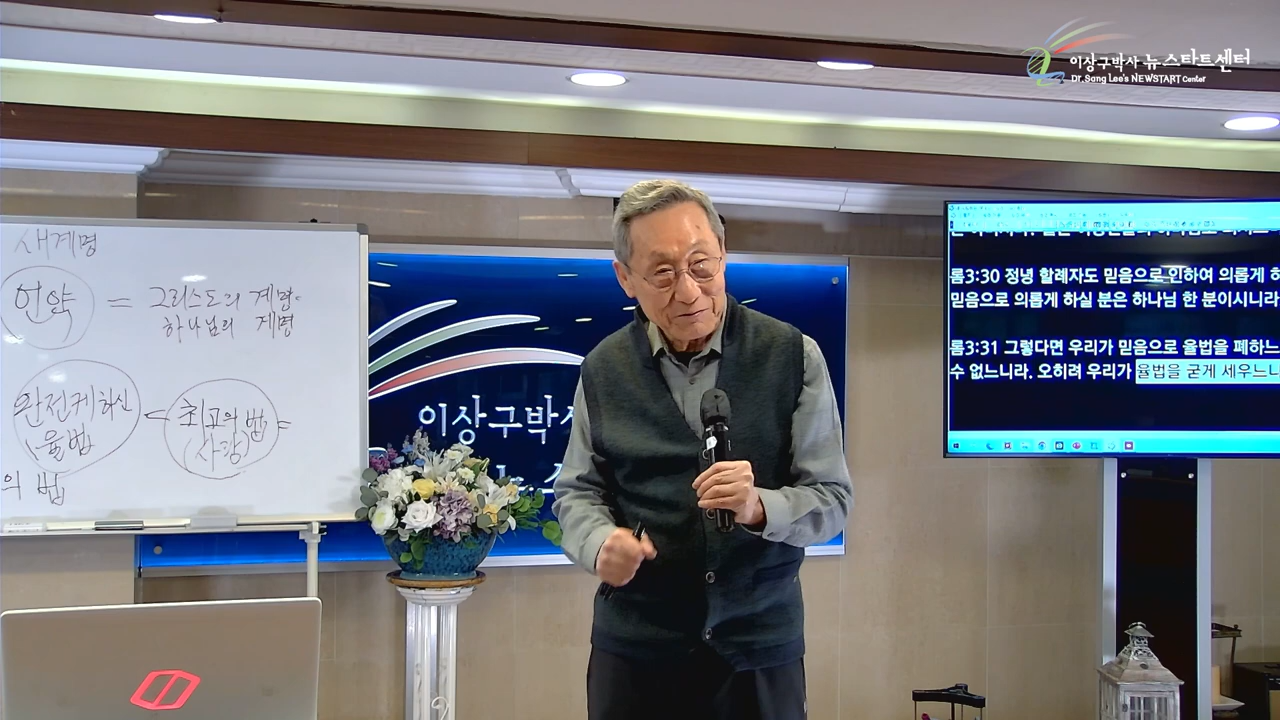 이상구박사 뉴스타트센터
Dr. Sang Lee's NEWSTART Center
새계명
언약 = 그리스도의 계명·
하나님의 계명
완전케 하신 < 최고의 법 =
(율법) (사랑)
의 법
이상구박사
롬3:30 정녕 할례자도 믿음으로 인하여 의롭게 하
믿음으로 의롭게 하실 분은 하나님 한 분이시니라
롬3:31 그렇다면 우리가 믿음으로 율법을 폐하느
수 없느니라. 오히려 우리가 율법을 굳게 세우느니